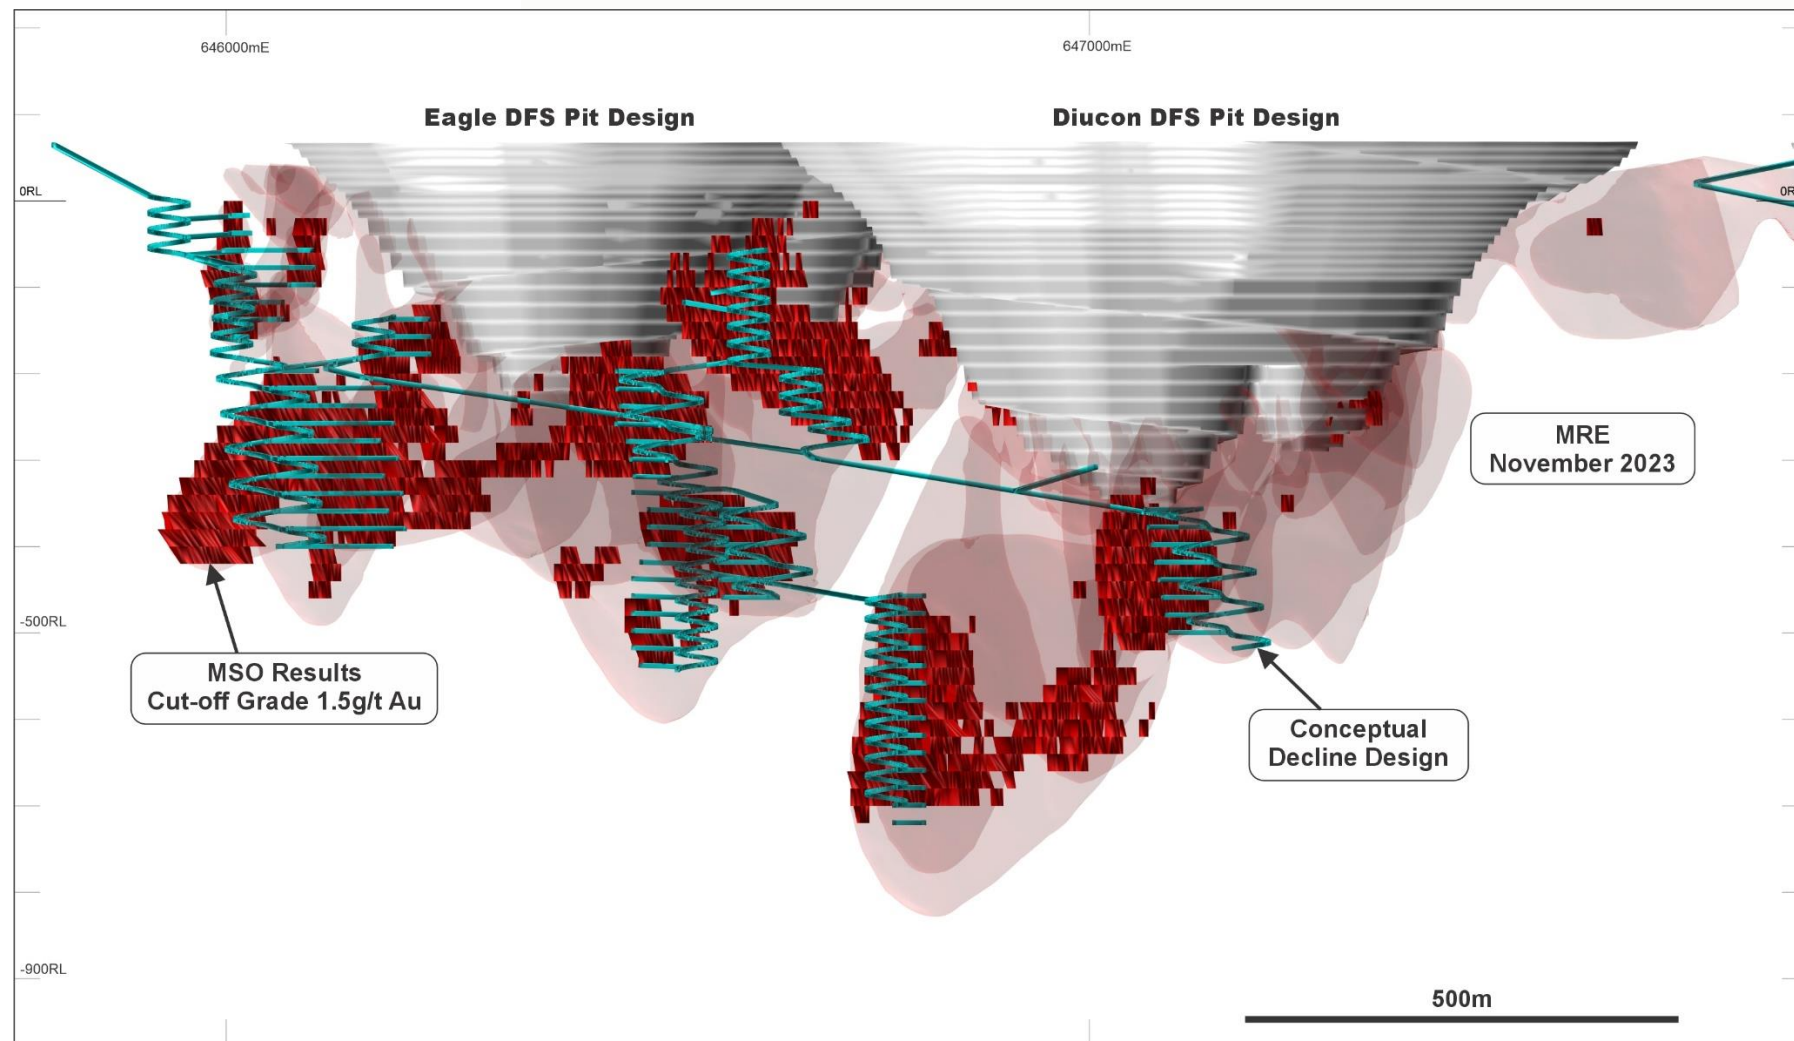 646000mE
647000mE
Eagle DFS Pit Design
Diucon DFS Pit Design
0RL
0R
MRE
November 2023
-500RL
MSO Results
Cut-off Grade 1.5g/t Au
Conceptual
Decline Design
-900RL
500m